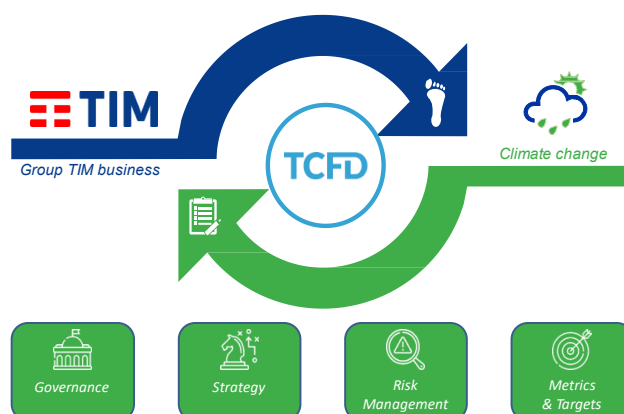 TIM
Group TIM business
TCFD
Climate change
Governance
Strategy
Risk
Management
Metrics
& Targets